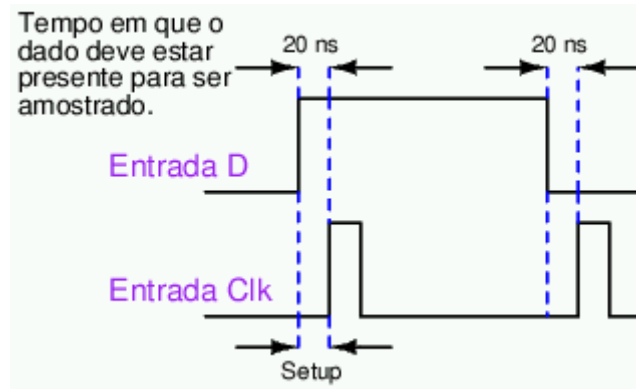 Tempo em que o
dado deve estar
presente para ser
amostrado.
20 ns
20 ns
Entrada D
Entrada Clk
Setup